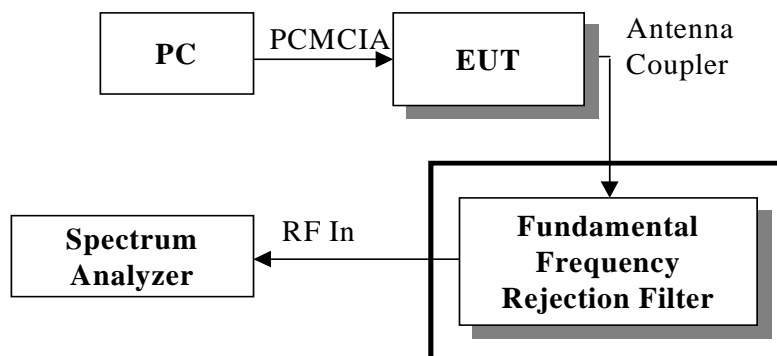 PC
PCMCIA
EUT
Antenna
Coupler
Spectrum
Analyzer
RF In
Fundamental
Frequency
Rejection Filter